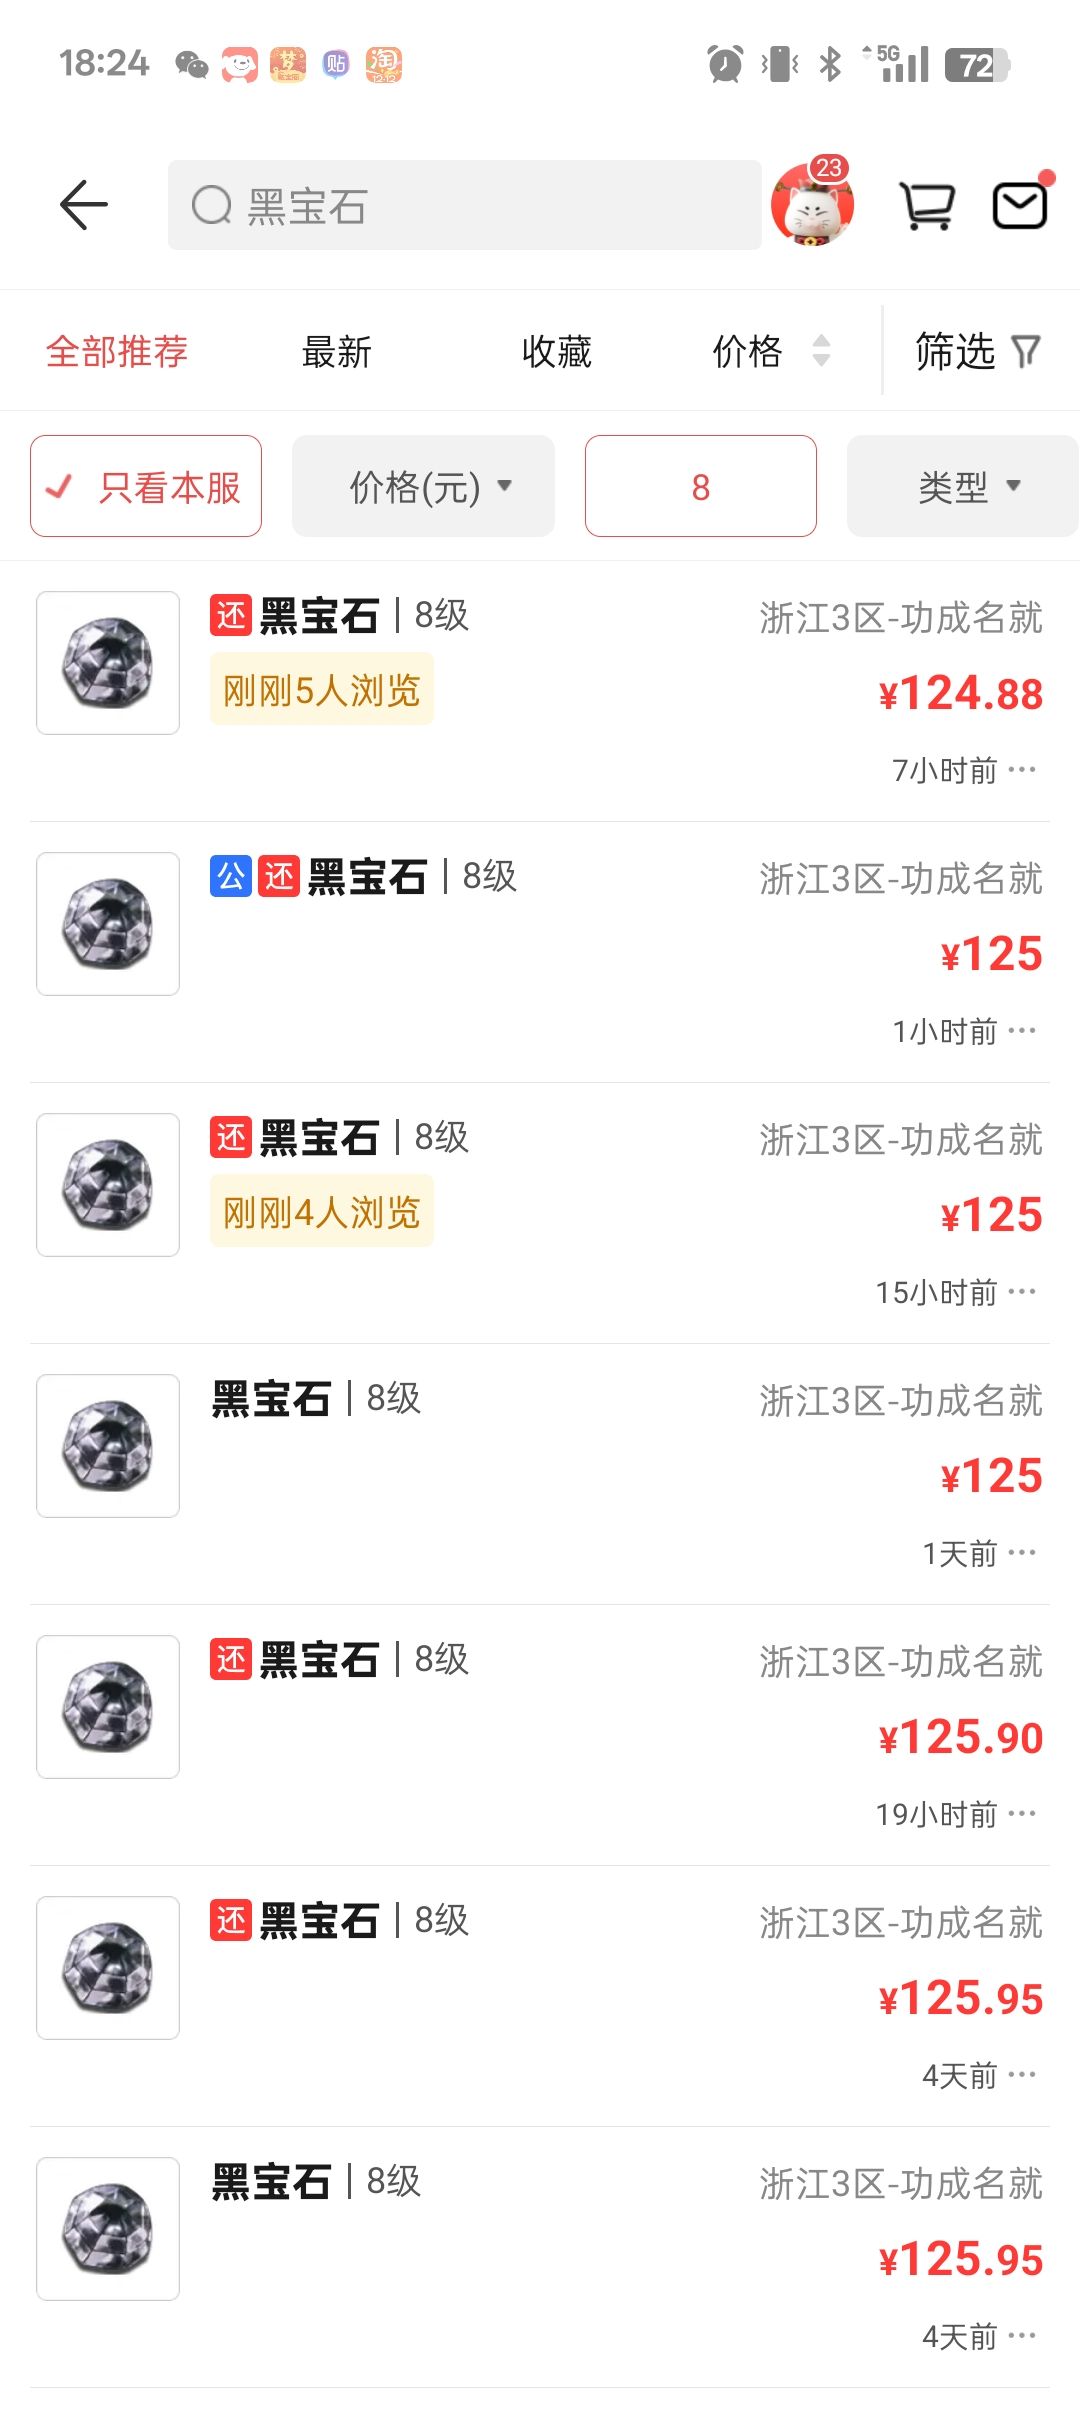 18:24 梦 贴 淘 12.12 5G 72
黑宝石 23
全部推荐 最新 收藏 价格 筛选
只看本服 价格(元) 8 类型
还 黑宝石 | 8级 浙江3区-功成名就
刚刚5人浏览 ¥124.88
7小时前 ···
公 还 黑宝石 | 8级 浙江3区-功成名就
¥125
1小时前 ···
还 黑宝石 | 8级 浙江3区-功成名就
刚刚4人浏览 ¥125
15小时前 ···
黑宝石 | 8级 浙江3区-功成名就
¥125
1天前 ···
还 黑宝石 | 8级 浙江3区-功成名就
¥125.90
19小时前 ···
还 黑宝石 | 8级 浙江3区-功成名就
¥125.95
4天前 ···
黑宝石 | 8级 浙江3区-功成名就
¥125.95
4天前 ···